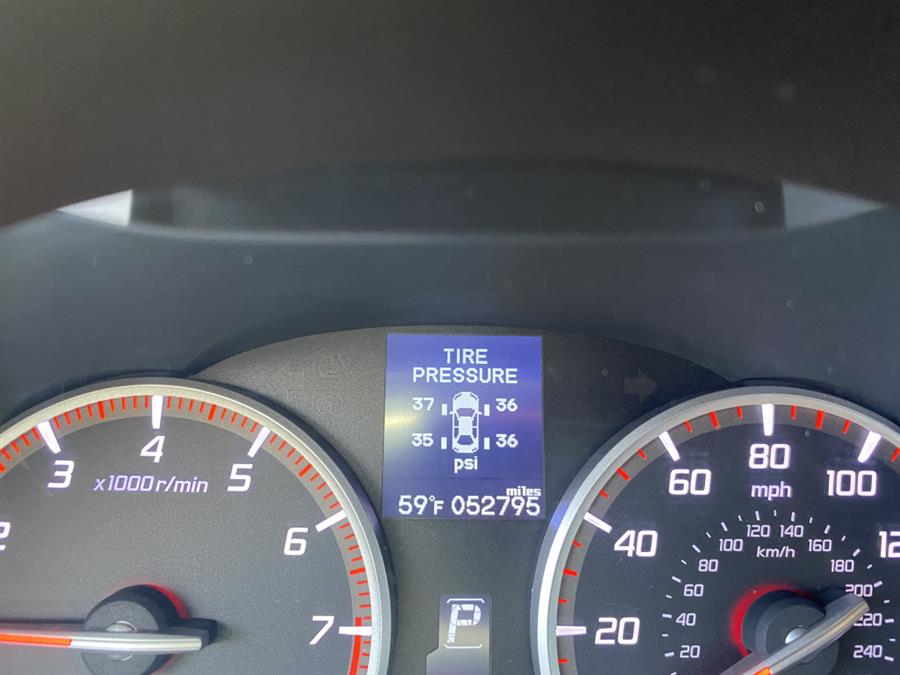 TIRE
PRESSURE
37 36
35 36
psi
miles
59°F 052795
P
2 3 4 5 6 7
x1000r/min
20 40 60 80 100
mph
20 40 60 80 100 120 140 160 180 200 220 240
km/h